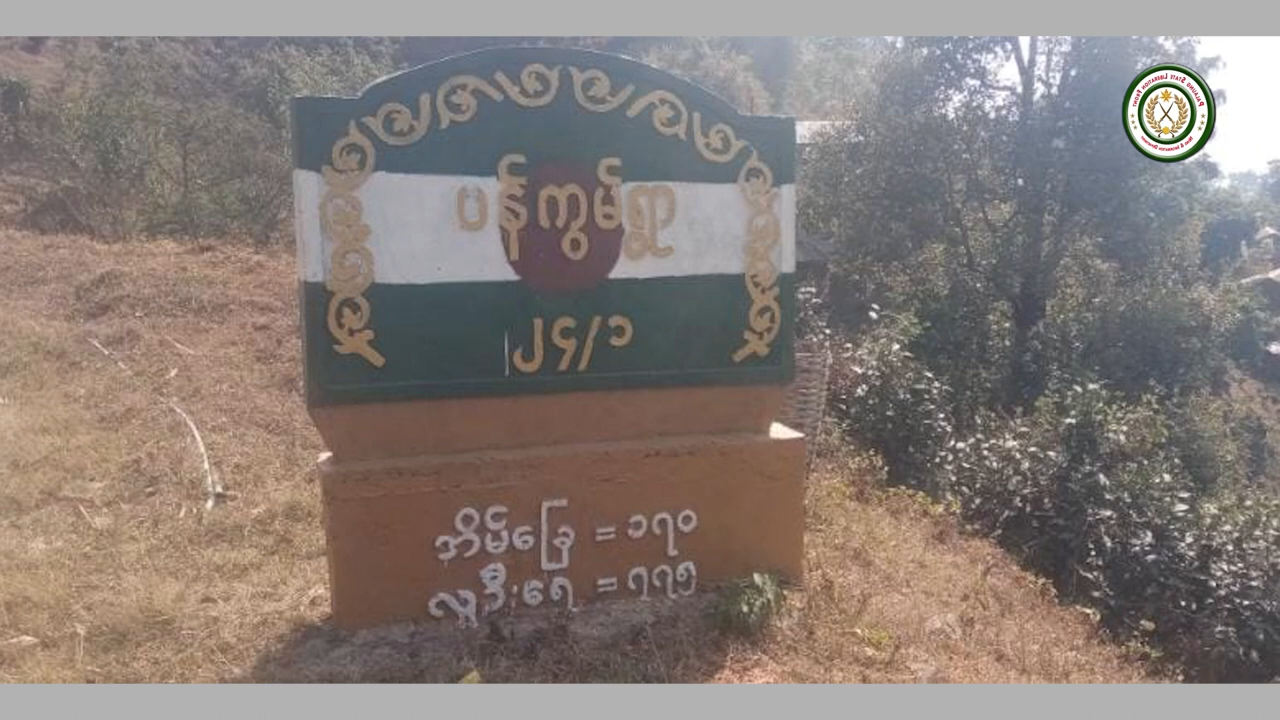 ပန်ကွမ်ရွာ
၂၄/၁
အိမ်ခြေ = ၁၇၀
လူဦးရေ = ၇၇၅